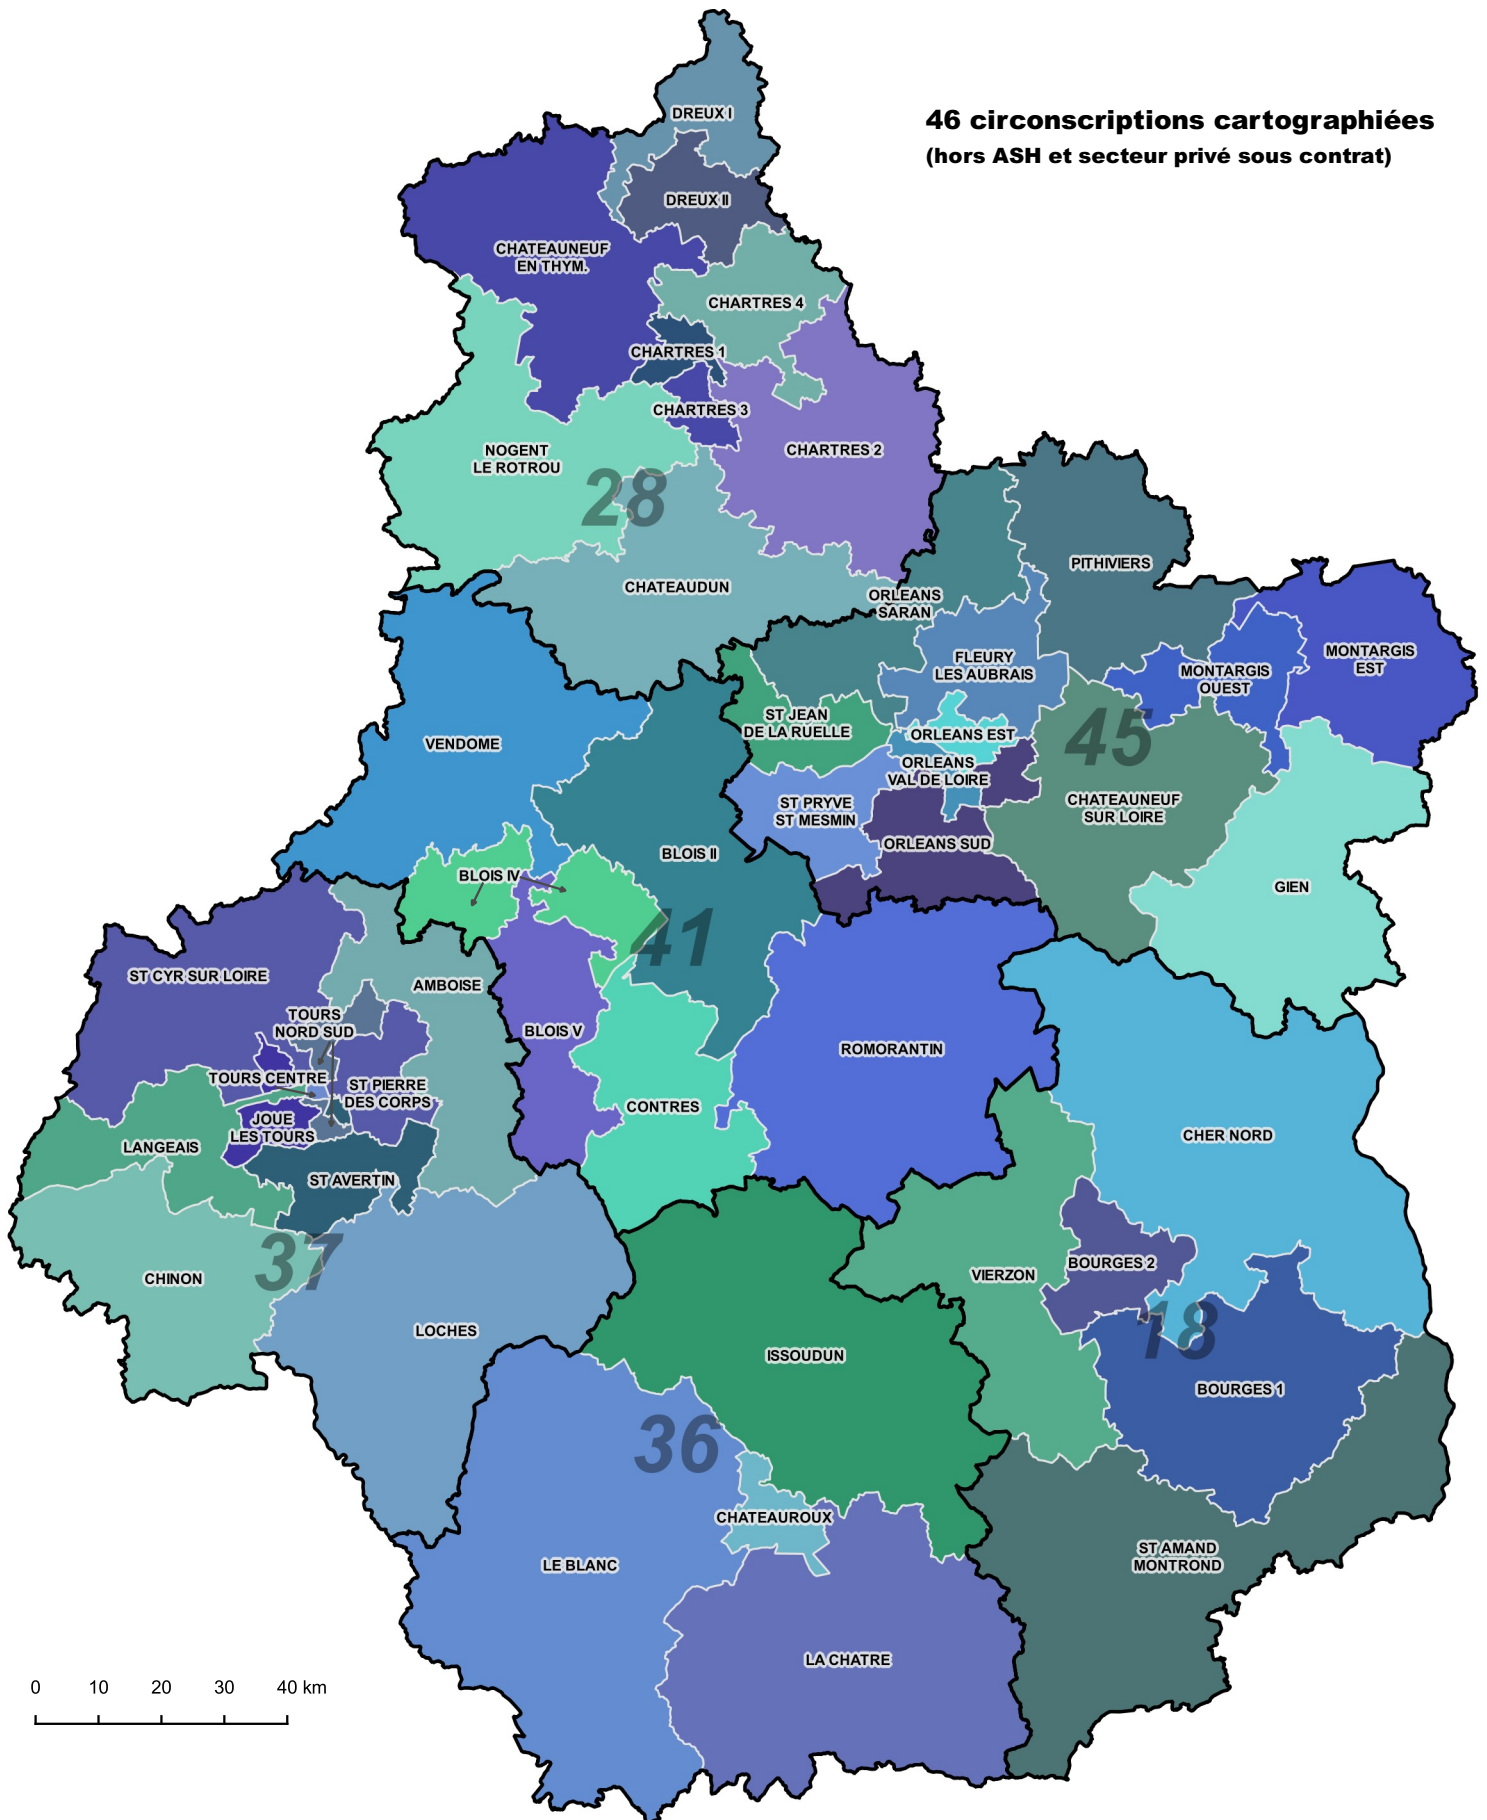 46 circonscriptions cartographiées
(hors ASH et secteur privé sous contrat)
DREUX I
DREUX II
CHATEAUNEUF
EN THYM.
CHARTRES 4
CHARTRES 1
CHARTRES 3
CHARTRES 2
NOGENT
LE ROTROU
28
CHATEAUDUN
ORLEANS
SARAN
PITHIVIERS
FLEURY
LES AUBRAIS
MONTARGIS
OUEST
MONTARGIS
EST
ST JEAN
DE LA RUELLE
ORLEANS EST
45
ORLEANS
VAL DE LOIRE
ST PRYVE
ST MESMIN
CHATEAUNEUF
SUR LOIRE
ORLEANS SUD
GIEN
VENDOME
BLOIS II
BLOIS IV
41
ST CYR SUR LOIRE
AMBOISE
TOURS
NORD SUD
BLOIS V
ROMORANTIN
TOURS CENTRE
ST PIERRE
DES CORPS
CONTRES
JOUE
LES TOURS
LANGEAIS
ST AVERTIN
CHER NORD
37
CHINON
LOCHES
VIERZON
BOURGES 2
18
ISSOUDUN
BOURGES 1
36
CHATEAUROUX
LE BLANC
ST AMAND
MONTROND
LA CHATRE
0 10 20 30 40 km